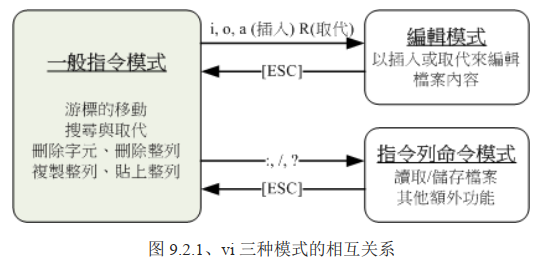 一般指令模式
游標的移動
搜尋與取代
刪除字元、刪除整列
複製整列、貼上整列
i, o, a (插入) R(取代)
[ESC]
編輯模式
以插入或取代來編輯
檔案內容
:, /, ?
[ESC]
指令列命令模式
讀取/儲存檔案
其他額外功能
图 9.2.1、vi 三种模式的相互关系